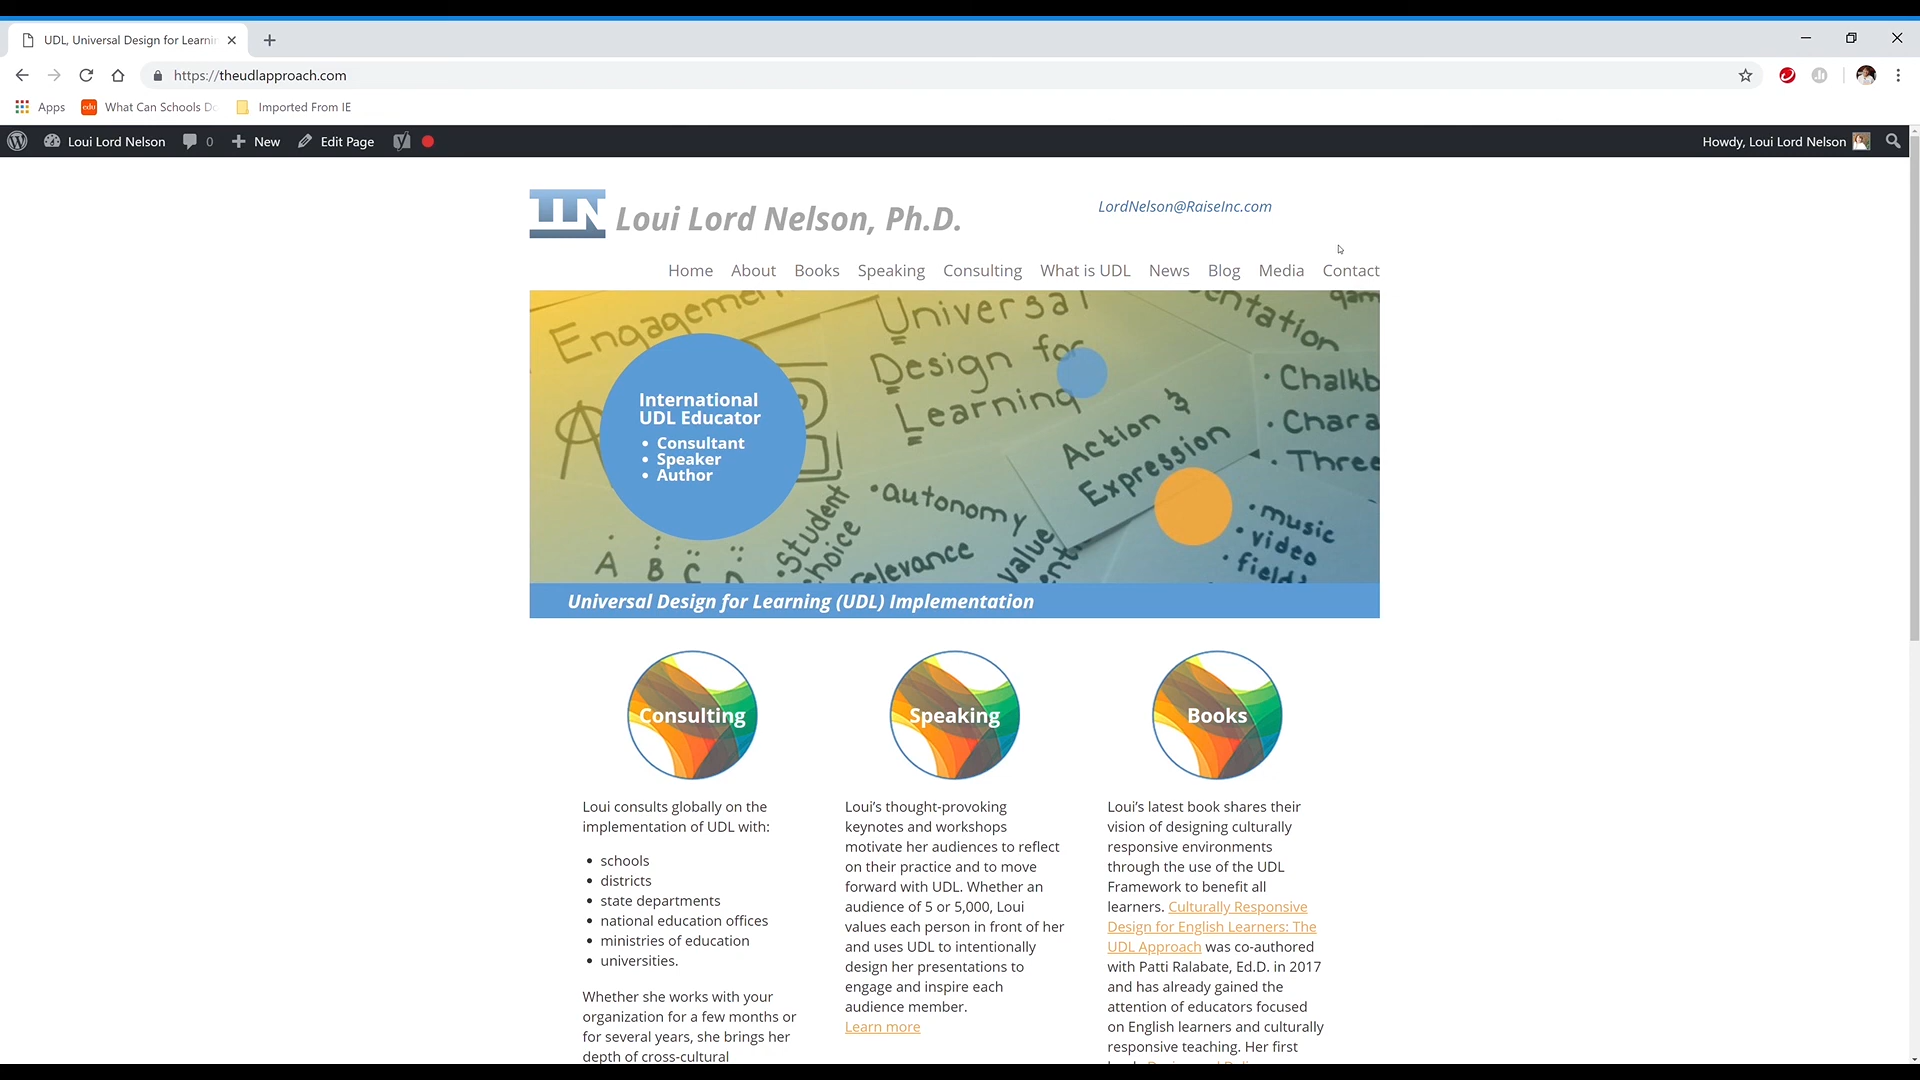 UDL, Universal Design for Learni
https://theudlapproach.com
Apps
What Can Schools Do
Imported From IE
Loui Lord Nelson
0
New
Edit Page
Howdy, Loui Lord Nelson
LLN
Loui Lord Nelson, Ph.D.
LordNelson@RaiseInc.com
Home About Books Speaking Consulting What is UDL News Blog Media Contact
Engagemen
Universal
Design for
Learning
entation
gam
International
UDL Educator
• Consultant
• Speaker
• Author
Action &
Expression
• Chalkb
• Chara
• Three
• Student
choice
• autonomy
relevance
value
• music
• video
• field
A B C D
Universal Design for Learning (UDL) Implementation
Consulting
Loui consults globally on the
implementation of UDL with:
• schools
• districts
• state departments
• national education offices
• ministries of education
• universities.
Whether she works with your
organization for a few months or
for several years, she brings her
depth of cross-cultural
Speaking
Loui’s thought-provoking
keynotes and workshops
motivate her audiences to reflect
on their practice and to move
forward with UDL. Whether an
audience of 5 or 5,000, Loui
values each person in front of her
and uses UDL to intentionally
design her presentations to
engage and inspire each
audience member.
Learn more
Books
Loui’s latest book shares their
vision of designing culturally
responsive environments
through the use of the UDL
Framework to benefit all
learners. Culturally Responsive
Design for English Learners: The
UDL Approach was co-authored
with Patti Ralabate, Ed.D. in 2017
and has already gained the
attention of educators focused
on English learners and culturally
responsive teaching. Her first